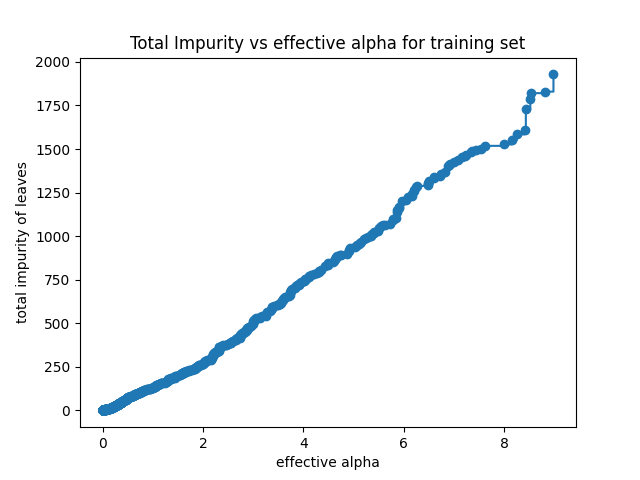 Total Impurity vs effective alpha for training set
total impurity of leaves
2000
1750
1500
1250
1000
750
500
250
0
0 2 4 6 8
effective alpha